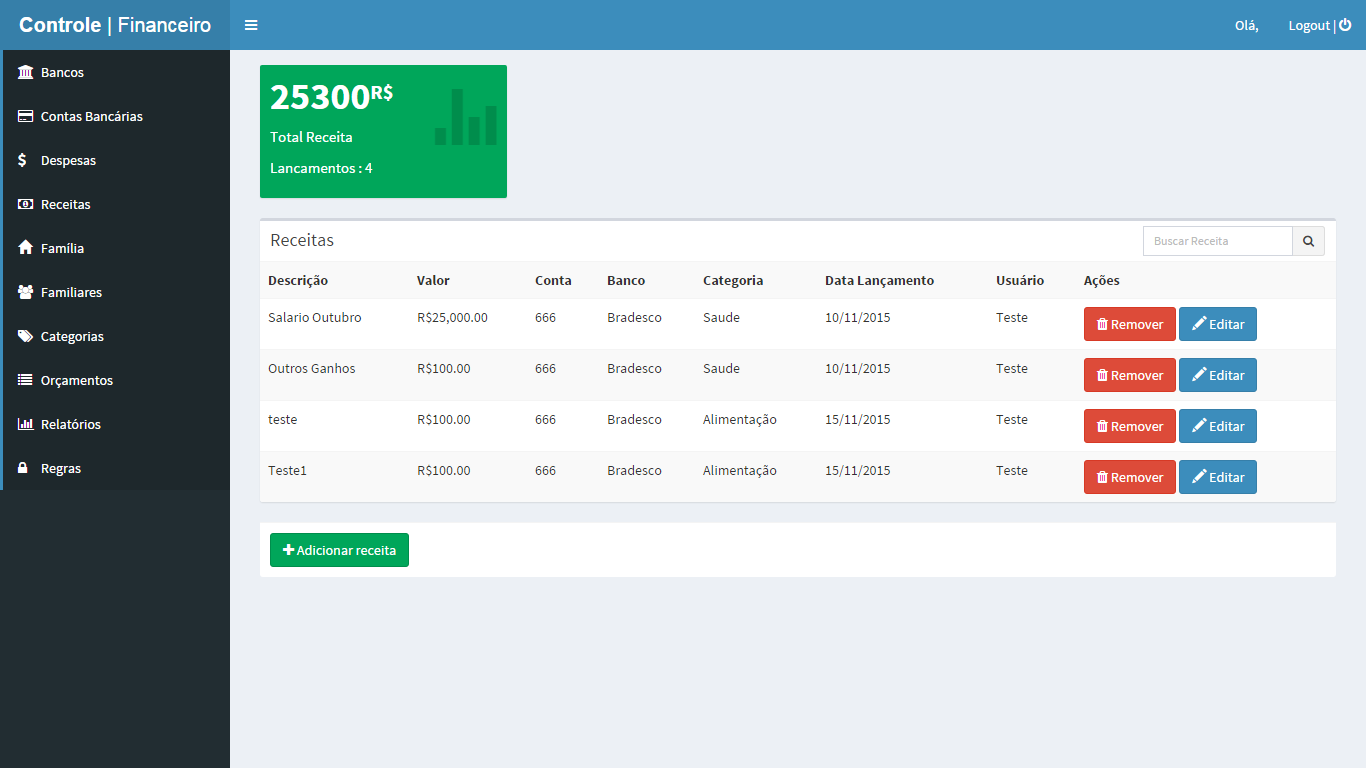 Controle | Financeiro
Olá, Logout |
Bancos
Contas Bancárias
Despesas
Receitas
Família
Familiares
Categorias
Orçamentos
Relatórios
Regras
25300R$
Total Receita
Lancamentos : 4
Receitas
Buscar Receita
Descrição Valor Conta Banco Categoria Data Lançamento Usuário Ações
Salario Outubro R$25,000.00 666 Bradesco Saude 10/11/2015 Teste Remover Editar
Outros Ganhos R$100.00 666 Bradesco Saude 10/11/2015 Teste Remover Editar
teste R$100.00 666 Bradesco Alimentação 15/11/2015 Teste Remover Editar
Teste1 R$100.00 666 Bradesco Alimentação 15/11/2015 Teste Remover Editar
Adicionar receita